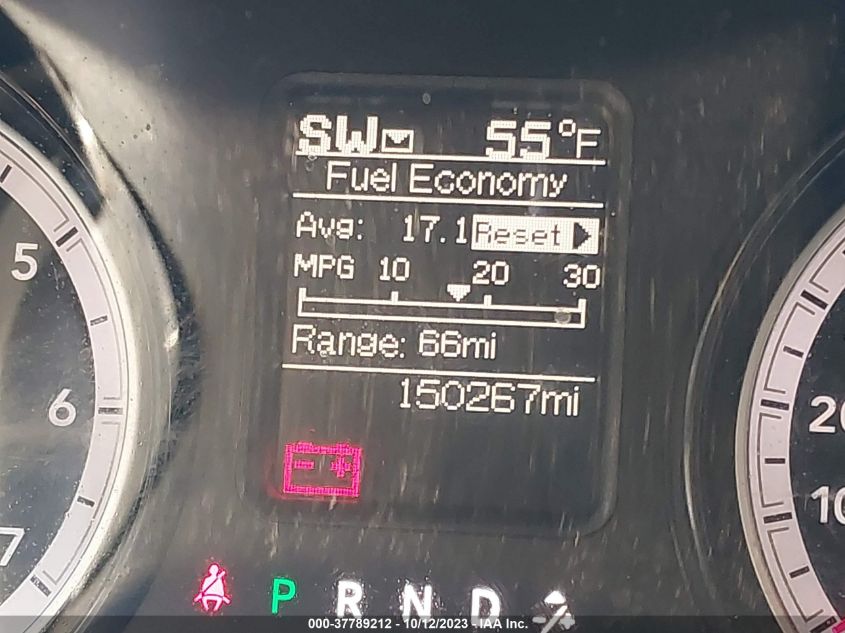 SW 55°F
Fuel Economy
Avg: 17.1 Reset
MPG 10 20 30
Range: 66mi
150267mi
5
6
7
20
10
P R N D
000-37789212 - 10/12/2023 - IAA Inc.